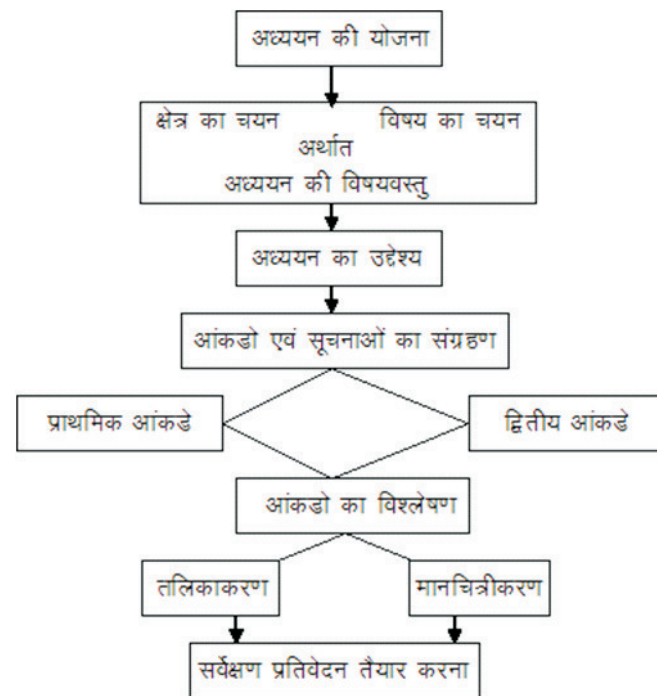 अध्ययन की योजना
क्षेत्र का चयन विषय का चयन
अर्थात
अध्ययन की विषयवस्तु
अध्ययन का उद्देश्य
आंकडो एवं सूचनाओं का संग्रहण
प्राथमिक आंकडे द्वितीय आंकडे
आंकडो का विश्लेषण
तलिकाकरण मानचित्रीकरण
सर्वेक्षण प्रतिवेदन तैयार करना